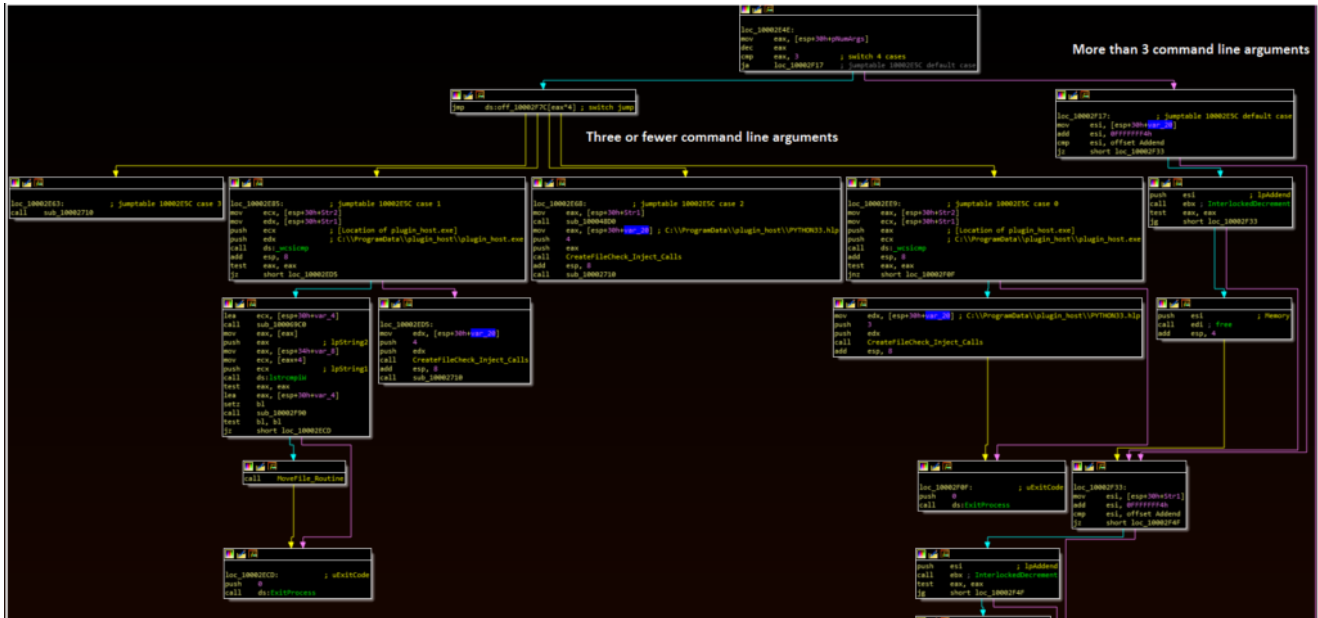 loc_10002E4E:
mov eax, [esp+30h+pNumArgs]
dec eax
cmp eax, 3 ; switch 4 cases
ja loc_10002F17 ; jumptable 10002E5C default case
More than 3 command line arguments
jmp ds:off_10002F7C[eax*4] ; switch jump
loc_10002F17: ; jumptable 10002E5C default case
mov esi, [esp+30h+var_20]
add esi, 0FFFFFFF4h
cmp esi, offset Addend
jz short loc_10002F33
Three or fewer command line arguments
loc_10002E63: ; jumptable 10002E5C case 3
call sub_10002710
loc_10002E85: ; jumptable 10002E5C case 1
mov ecx, [esp+30h+Str2]
mov edx, [esp+30h+Str1]
push ecx ; [Location of plugin_host.exe]
push edx ; C:\\ProgramData\\plugin_host\\plugin_host.exe
call ds:_wcsicmp
add esp, 8
test eax, eax
jz short loc_10002ED5
loc_10002E68: ; jumptable 10002E5C case 2
mov eax, [esp+30h+Str1]
call sub_100048D0
mov eax, [esp+30h+var_20] ; C:\\ProgramData\\plugin_host\\PYTHON33.hlp
push 4
push eax
call CreateFileCheck_Inject_Calls
add esp, 8
call sub_10002710
loc_10002EE9: ; jumptable 10002E5C case 0
mov eax, [esp+30h+Str2]
mov ecx, [esp+30h+Str1]
push eax ; [Location of plugin_host.exe]
push ecx ; C:\\ProgramData\\plugin_host\\plugin_host.exe
call ds:_wcsicmp
add esp, 8
test eax, eax
jnz short loc_10002F0F
push esi ; lpAddend
call ebx ; InterlockedDecrement
test eax, eax
jg short loc_10002F33
lea ecx, [esp+30h+var_4]
call sub_100069C0
mov eax, [eax]
push eax ; lpString2
mov eax, [esp+34h+var_8]
mov ecx, [eax+4]
push ecx ; lpString1
call ds:lstrcmpiW
test eax, eax
lea eax, [esp+30h+var_4]
setz bl
call sub_10002F90
test bl, bl
jz short loc_10002ECD
loc_10002ED5:
mov edx, [esp+30h+var_20]
push 4
push edx
call CreateFileCheck_Inject_Calls
add esp, 8
call sub_10002710
mov edx, [esp+30h+var_20] ; C:\\ProgramData\\plugin_host\\PYTHON33.hlp
push 3
push edx
call CreateFileCheck_Inject_Calls
add esp, 8
push esi ; Memory
call edi ; free
add esp, 4
call MoveFile_Routine
loc_10002F0F: ; uExitCode
push 0
call ds:ExitProcess
loc_10002F33:
mov esi, [esp+30h+Str1]
add esi, 0FFFFFFF4h
cmp esi, offset Addend
jz short loc_10002F4F
loc_10002ECD: ; uExitCode
push 0
call ds:ExitProcess
push esi ; lpAddend
call ebx ; InterlockedDecrement
test eax, eax
jg short loc_10002F4F